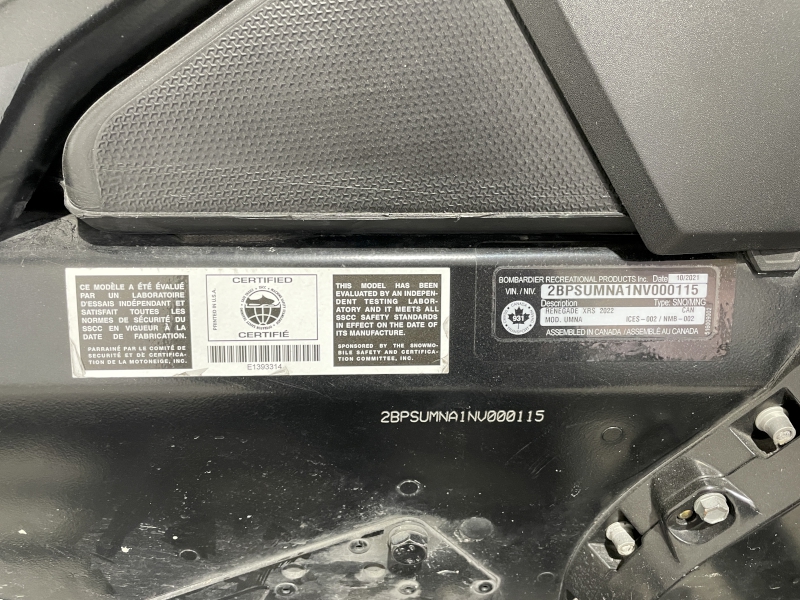 CE MODÈLE A ÉTÉ ÉVALUÉ
PAR UN LABORATOIRE
D'ESSAIS INDÉPENDANT ET
SATISFAIT TOUTES LES
NORMES DE SÉCURITÉ DU
SSCC EN VIGUEUR À LA
DATE DE FABRICATION.
PARRAINÉ PAR LE COMITÉ DE
SÉCURITÉ ET DE CERTIFICATION
DE LA MOTONEIGE, INC.
PRINTED IN U.S.A.
CERTIFIED
CERTIFIÉ
E1393314
THIS MODEL HAS BEEN
EVALUATED BY AN INDEPEN-
DENT TESTING LABOR-
ATORY AND IT MEETS ALL
SSCC SAFETY STANDARDS
IN EFFECT ON THE DATE OF
ITS MANUFACTURE.
SPONSORED BY THE SNOWMO-
BILE SAFETY AND CERTIFICA-
TION COMMITTEE, INC.
BOMBARDIER RECREATIONAL PRODUCTS Inc. Date 10/2021
VIN / NIV. 2BPSUMNA1NV000115
Description Type: SNO/MNG
RENEGADE XRS 2022 CAN
MOD. UMNA ICES-002 / NMB-002
931
ASSEMBLED IN CANADA / ASSEMBLÉ AU CANADA
2BPSUMNA1NV000115